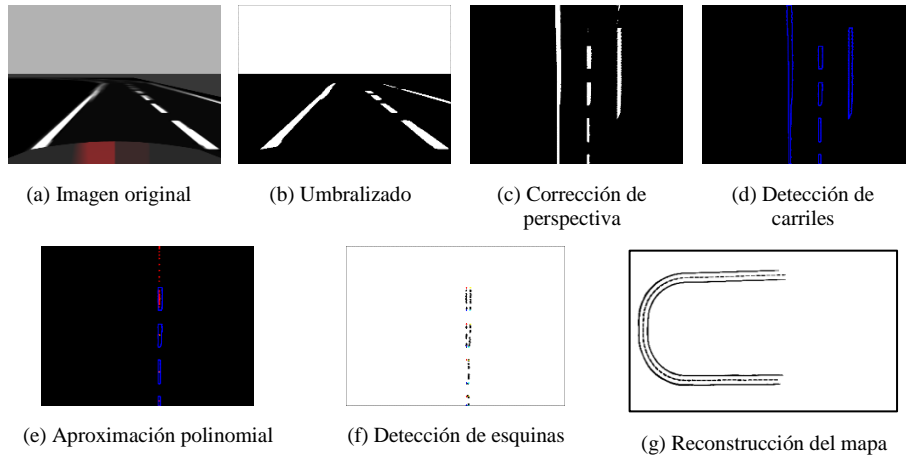 (a) Imagen original
(b) Umbralizado
(c) Corrección de
perspectiva
(d) Detección de
carriles
(e) Aproximación polinomial
(f) Detección de esquinas
(g) Reconstrucción del mapa